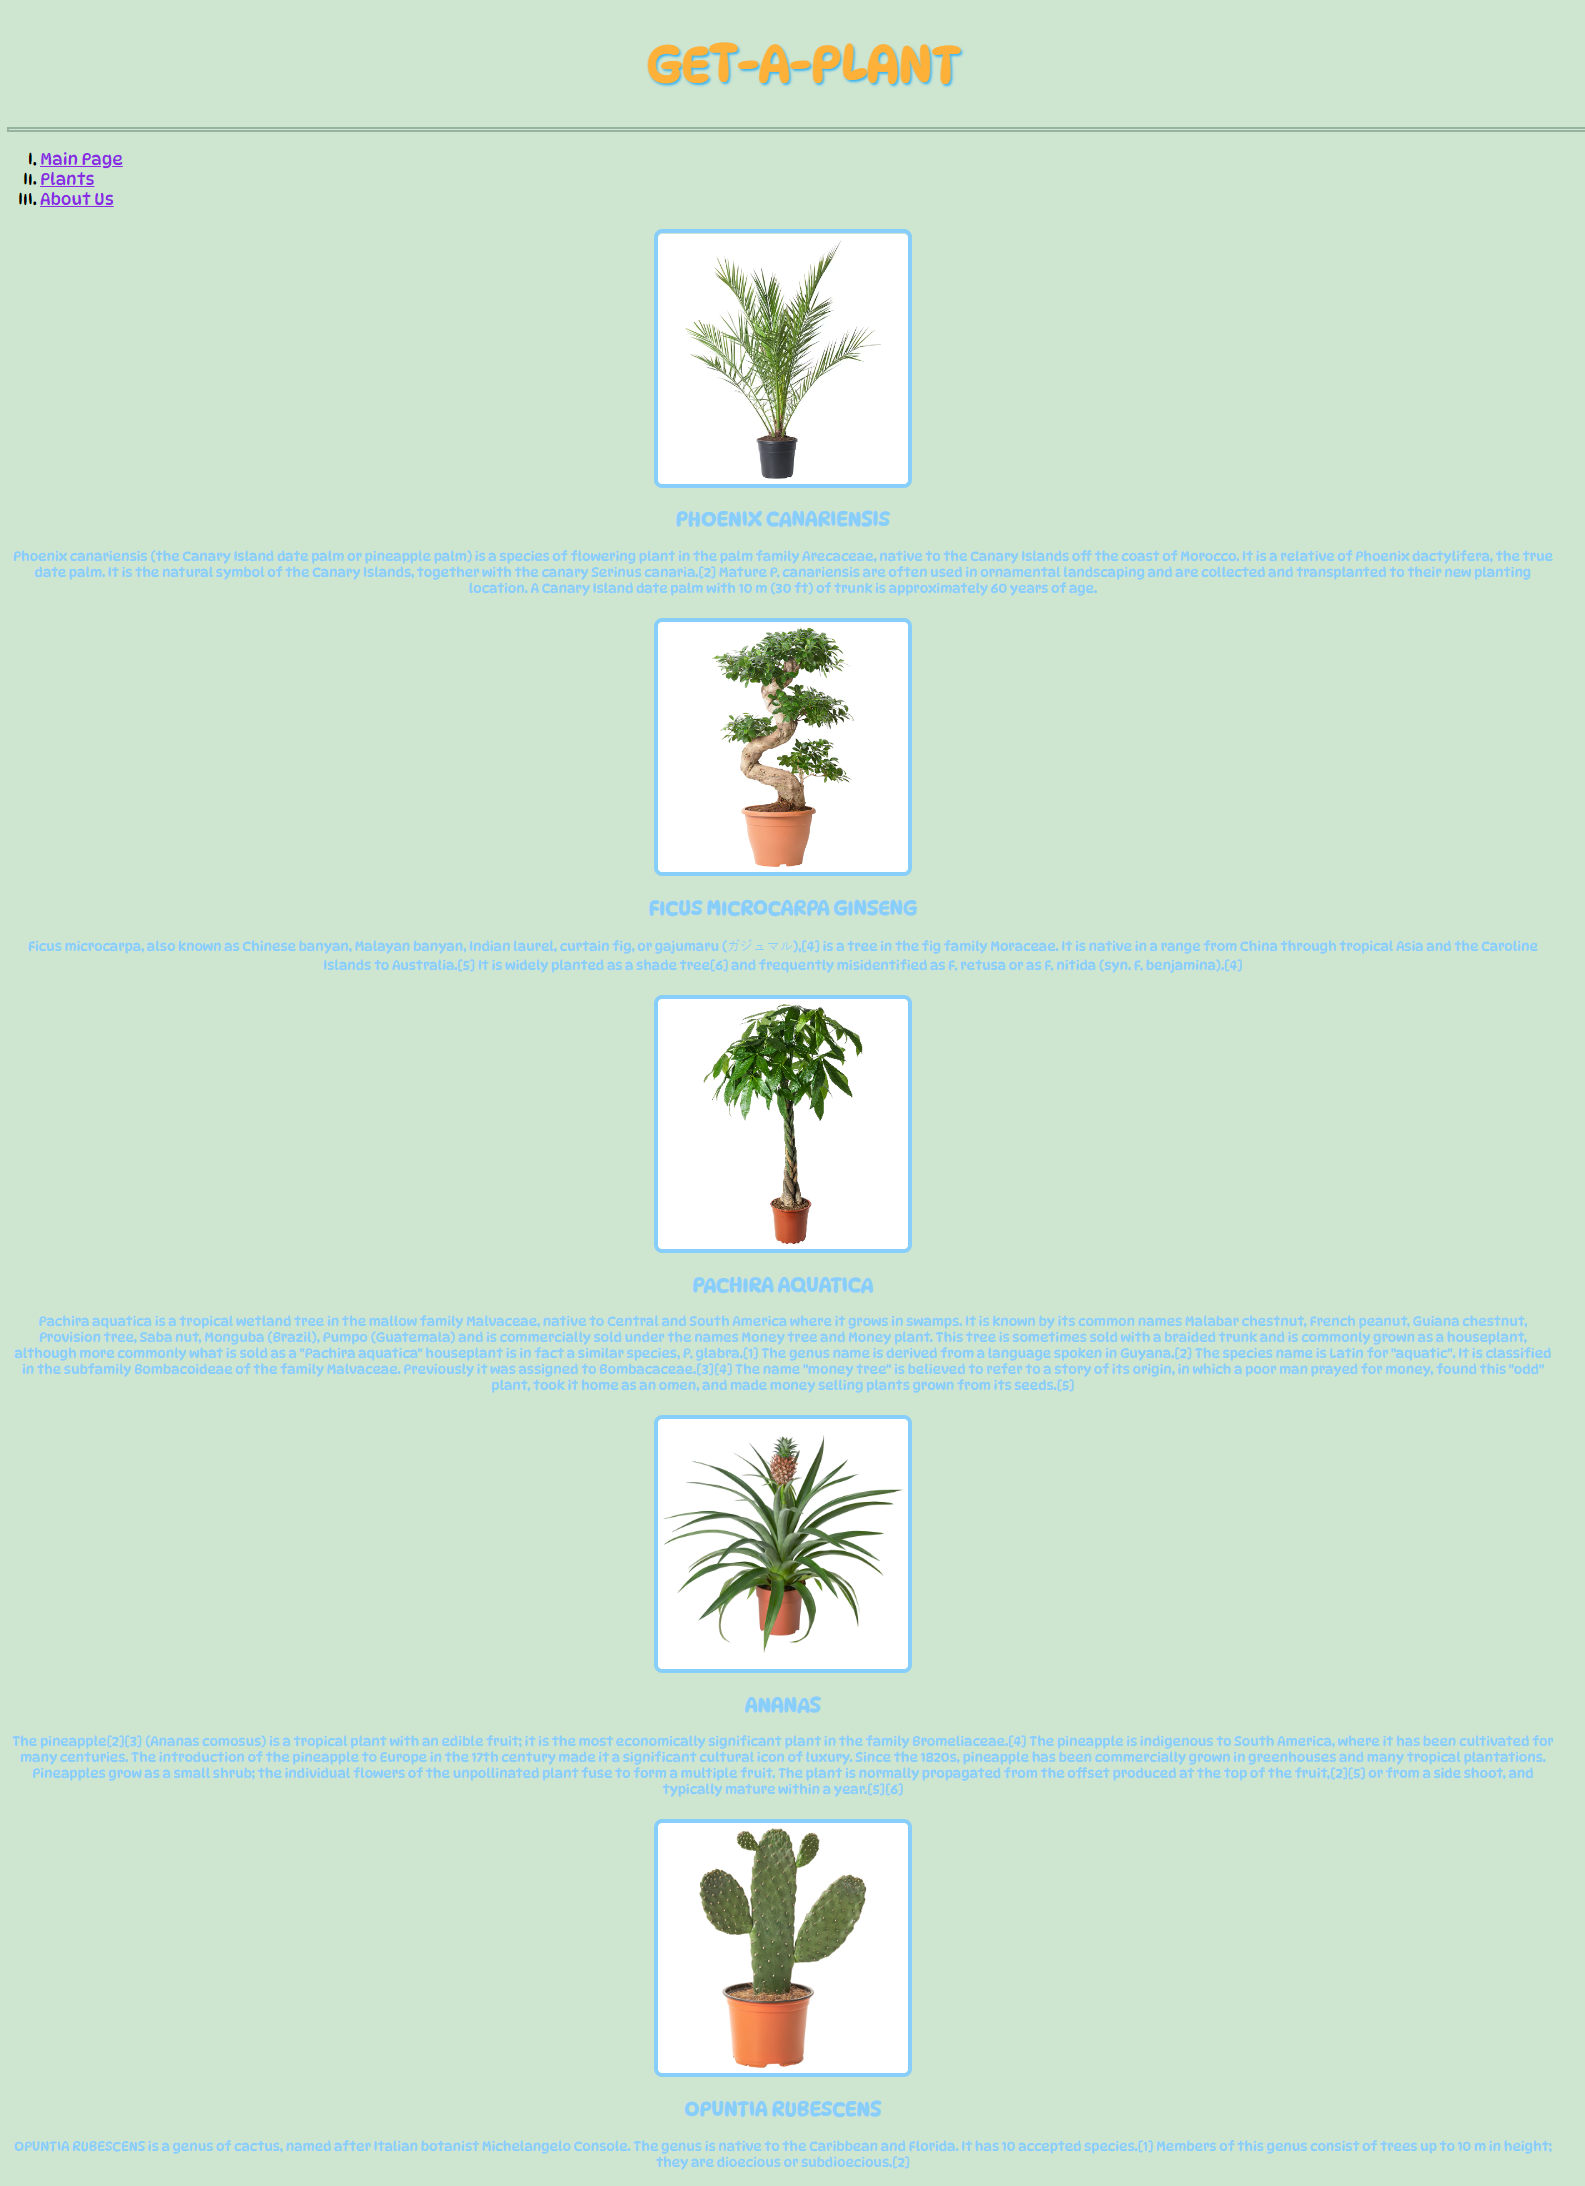 GET-A-PLANT
I. Main Page
II. Plants
III. About Us
PHOENIX CANARIENSIS
Phoenix canariensis (the Canary Island date palm or pineapple palm) is a species of flowering plant in the palm family Arecaceae, native to the Canary Islands off the coast of Morocco. It is a relative of Phoenix dactylifera, the true
date palm. It is the natural symbol of the Canary Islands, together with the canary Serinus canaria.[2] Mature P. canariensis are often used in ornamental landscaping and are collected and transplanted to their new planting
location. A Canary Island date palm with 10 m (30 ft) of trunk is approximately 60 years of age.
FICUS MICROCARPA GINSENG
Ficus microcarpa, also known as Chinese banyan, Malayan banyan, Indian laurel, curtain fig, or gajumaru (ガジュマル),[4] is a tree in the fig family Moraceae. It is native in a range from China through tropical Asia and the Caroline
Islands to Australia.[5] It is widely planted as a shade tree[6] and frequently misidentified as F. retusa or as F. nitida (syn. F. benjamina).[4]
PACHIRA AQUATICA
Pachira aquatica is a tropical wetland tree in the mallow family Malvaceae, native to Central and South America where it grows in swamps. It is known by its common names Malabar chestnut, French peanut, Guiana chestnut,
Provision tree, Saba nut, Monguba (Brazil), Pumpo (Guatemala) and is commercially sold under the names Money tree and Money plant. This tree is sometimes sold with a braided trunk and is commonly grown as a houseplant,
although more commonly what is sold as a "Pachira aquatica" houseplant is in fact a similar species, P. glabra.[1] The genus name is derived from a language spoken in Guyana.[2] The species name is Latin for "aquatic". It is classified
in the subfamily Bombacoideae of the family Malvaceae. Previously it was assigned to Bombacaceae.[3][4] The name "money tree" is believed to refer to a story of its origin, in which a poor man prayed for money, found this "odd"
plant, took it home as an omen, and made money selling plants grown from its seeds.[5]
ANANAS
The pineapple[2][3] (Ananas comosus) is a tropical plant with an edible fruit; it is the most economically significant plant in the family Bromeliaceae.[4] The pineapple is indigenous to South America, where it has been cultivated for
many centuries. The introduction of the pineapple to Europe in the 17th century made it a significant cultural icon of luxury. Since the 1820s, pineapple has been commercially grown in greenhouses and many tropical plantations.
Pineapples grow as a small shrub; the individual flowers of the unpollinated plant fuse to form a multiple fruit. The plant is normally propagated from the offset produced at the top of the fruit,[2][5] or from a side shoot, and
typically mature within a year.[5][6]
OPUNTIA RUBESCENS
OPUNTIA RUBESCENS is a genus of cactus, named after Italian botanist Michelangelo Console. The genus is native to the Caribbean and Florida. It has 10 accepted species.[1] Members of this genus consist of trees up to 10 m in height;
they are dioecious or subdioecious.[2]